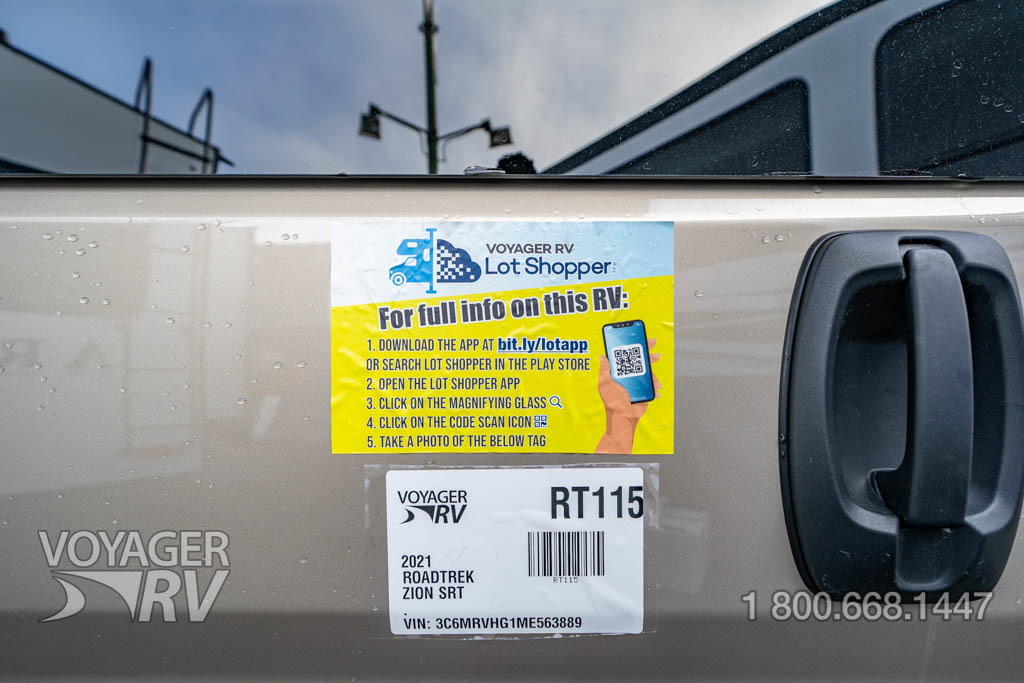 VOYAGER RV
Lot Shopper
For full info on this RV:
1. DOWNLOAD THE APP AT bit.ly/lotapp
OR SEARCH LOT SHOPPER IN THE PLAY STORE
2. OPEN THE LOT SHOPPER APP
3. CLICK ON THE MAGNIFYING GLASS
4. CLICK ON THE CODE SCAN ICON
5. TAKE A PHOTO OF THE BELOW TAG
VOYAGER
RV
RT115
2021
ROADTREK
ZION SRT
RT115
.
VIN: 3C6MRVHG1ME563889
VOYAGER
RV
1 800.668.1447